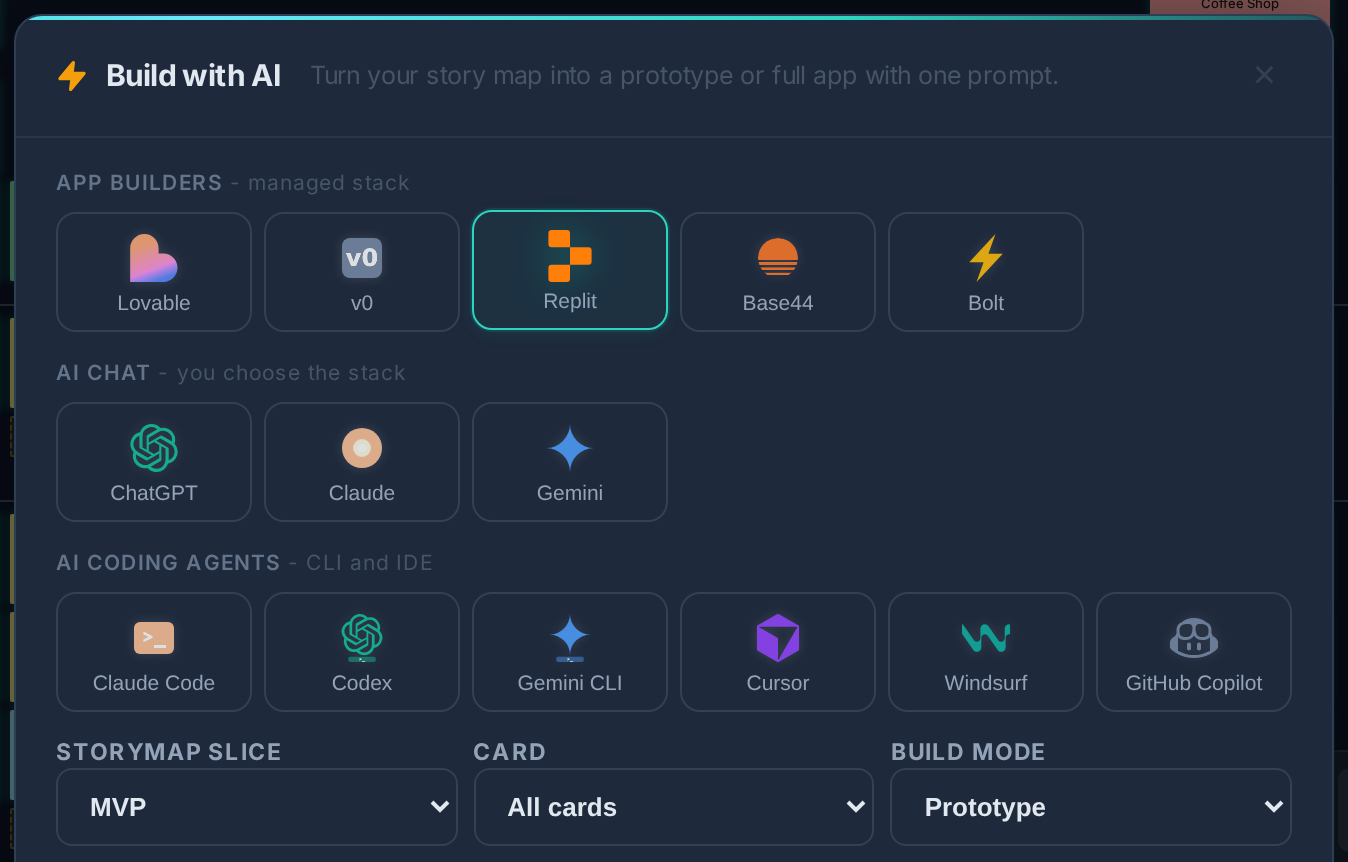 Coffee Shop
Build with AI Turn your story map into a prototype or full app with one prompt.
APP BUILDERS - managed stack
v0
Lovable v0 Replit Base44 Bolt
AI CHAT - you choose the stack
ChatGPT Claude Gemini
AI CODING AGENTS - CLI and IDE
>_
Claude Code Codex Gemini CLI Cursor Windsurf GitHub Copilot
STORYMAP SLICE CARD BUILD MODE
MVP All cards Prototype